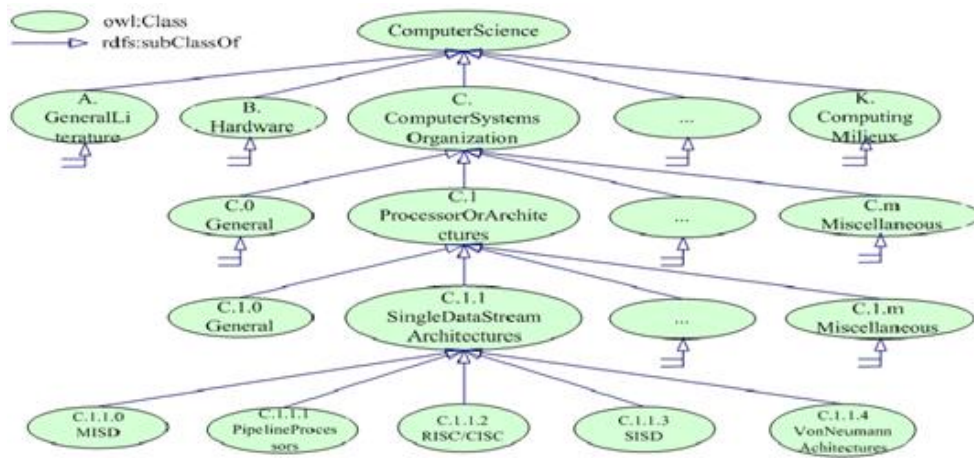 owl:Class
rdfs:subClassOf
ComputerScience
A.
GeneralLi
terature
B.
Hardware
C.
ComputerSystems
Organization
...
K.
Computing
Milieux
C.0
General
C.1
ProcessorOrArchite
ctures
...
C.m
Miscellaneous
C.1.0
General
C.1.1
SingleDataStream
Architectures
...
C.1.m
Miscellaneous
C.1.1.0
MISD
C.1.1.1
PipelineProces
sors
C.1.1.2
RISC/CISC
C.1.1.3
SISD
C.1.1.4
VonNeumann
Achitectures